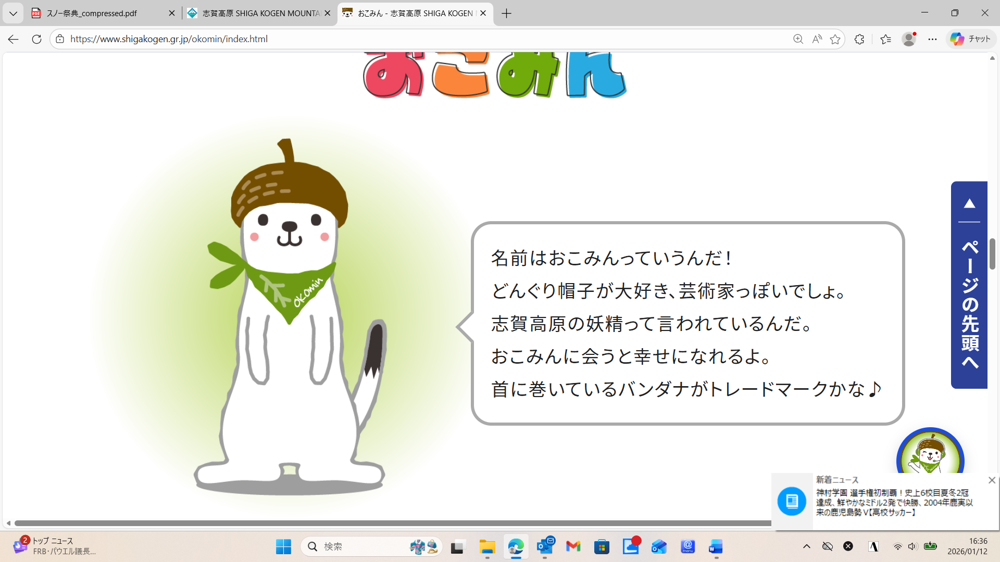 スノー祭典_compressed.pdf
志賀高原 SHIGA KOGEN MOUNTA
おこみん - 志賀高原 SHIGA KOGEN
https://www.shigakogen.gr.jp/okomin/index.html
チャット
おこみん
okomin
名前はおこみんっていうんだ！
どんぐり帽子が大好き、芸術家っぽいでしょ。
志賀高原の妖精って言われているんだ。
おこみんに会うと幸せになれるよ。
首に巻いているバンダナがトレードマークかな♪
▲
ページの先頭へ
新着ニュース
神村学園 選手権初制覇！史上6校目夏冬2冠
達成、鮮やかなミドル2発で快勝、2004年鹿実以
来の鹿児島勢Ｖ【高校サッカー】
2
トップ ニュース
FRB・パウエル議長...
検索
@
menu
16:36
2026/01/12